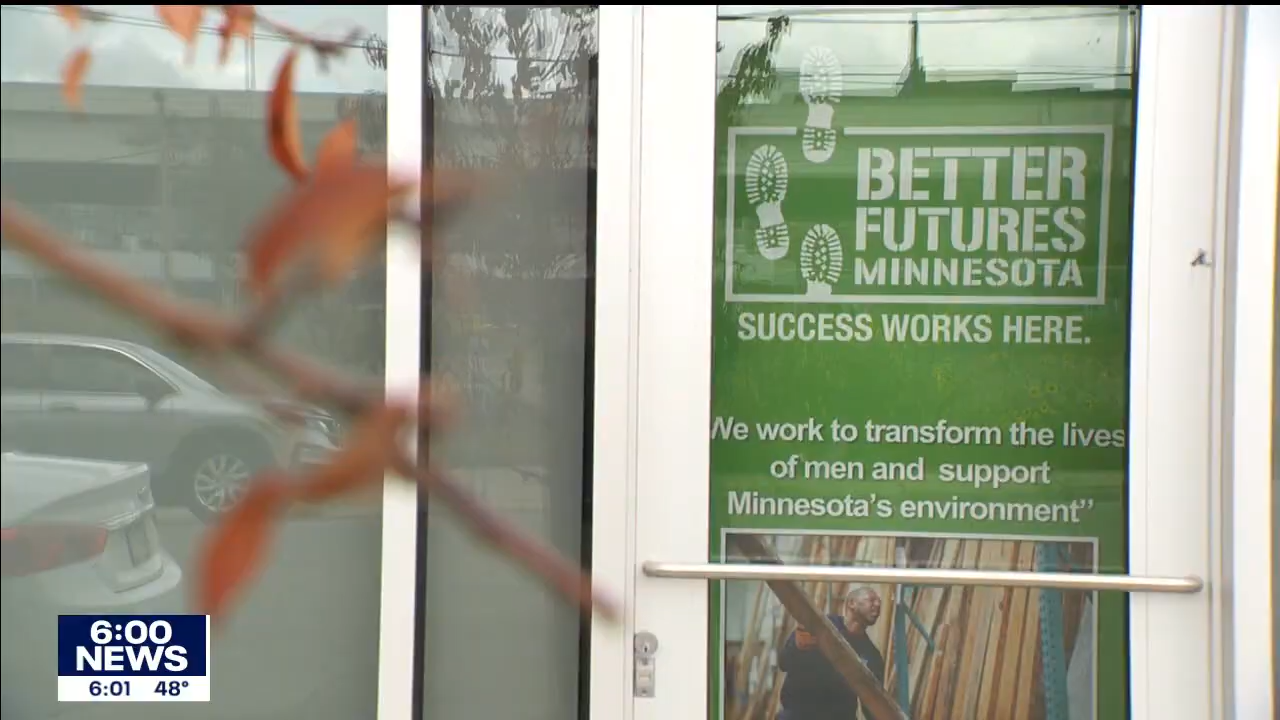 BETTER
FUTURES
MINNESOTA
SUCCESS WORKS HERE.
We work to transform the lives
of men and support
Minnesota's environment”
6:00
NEWS
6:01 48°